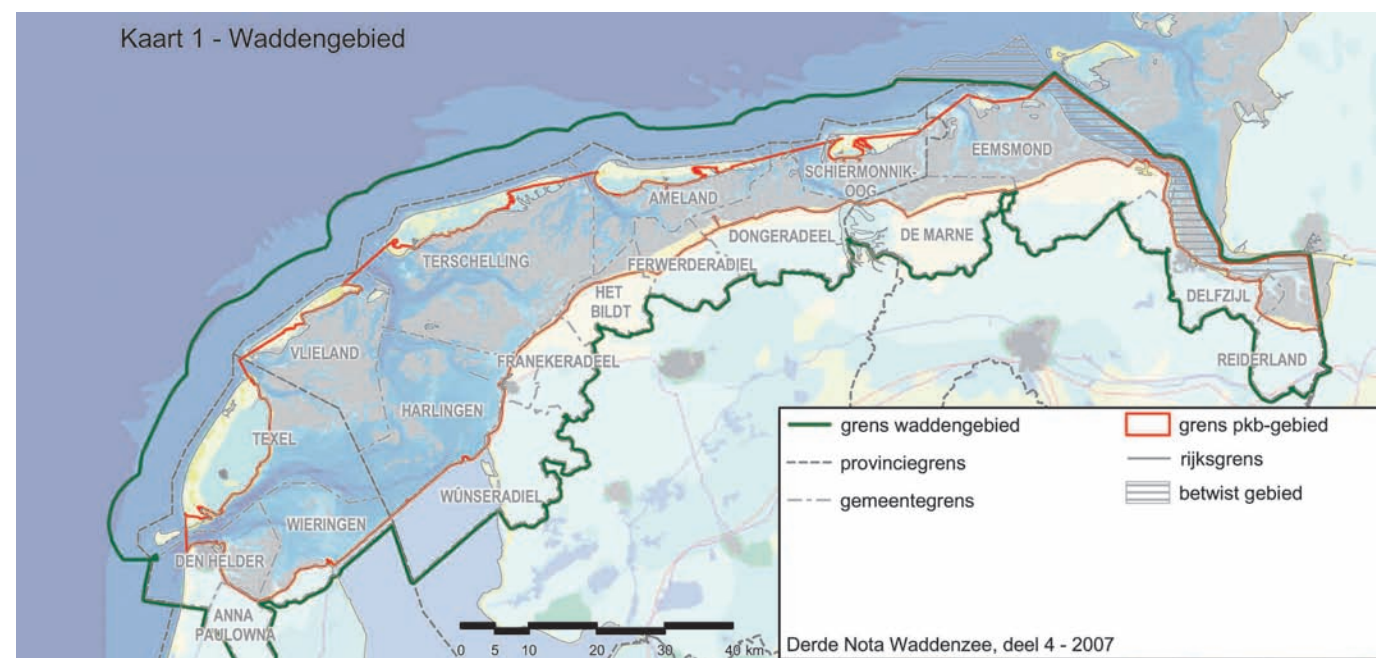 Kaart 1 - Waddengebied
EEMSMOND
SCHIERMONNIK-
OOG
AMELAND
DONGERADEEL
DE MARNE
TERSCHELLING
FERWERDERADIEL
HET
BILDT
DELFZIJL
VLIELAND
FRANEKERADEEL
REIDERLAND
HARLINGEN
TEXEL
WÚNSERADIEL
WIERINGEN
DEN HELDER
ANNA
PAULOWNA
grens waddengebied
provinciegrens
gemeentegrens
grens pkb-gebied
rijksgrens
betwist gebied
0 5 10 20 30 40 km
Derde Nota Waddenzee, deel 4 - 2007